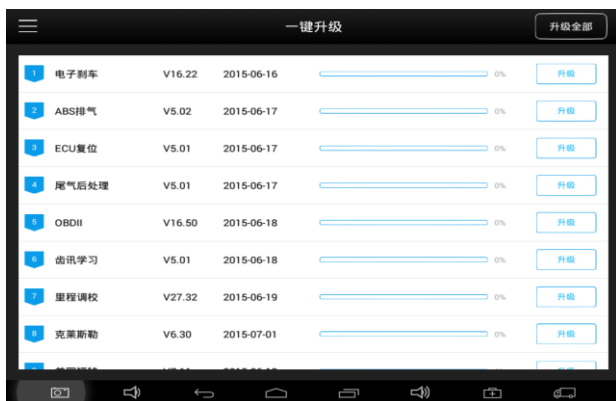 一键升级 升级全部
1 电子刹车 V16.22 2015-06-16 0% 升级
2 ABS排气 V5.02 2015-06-17 0% 升级
3 ECU复位 V5.01 2015-06-17 0% 升级
4 尾气后处理 V5.01 2015-06-17 0% 升级
5 OBDII V16.50 2015-06-18 0% 升级
6 齿讯学习 V5.01 2015-06-18 0% 升级
7 里程调校 V27.32 2015-06-19 0% 升级
8 克莱斯勒 V6.30 2015-07-01 0% 升级